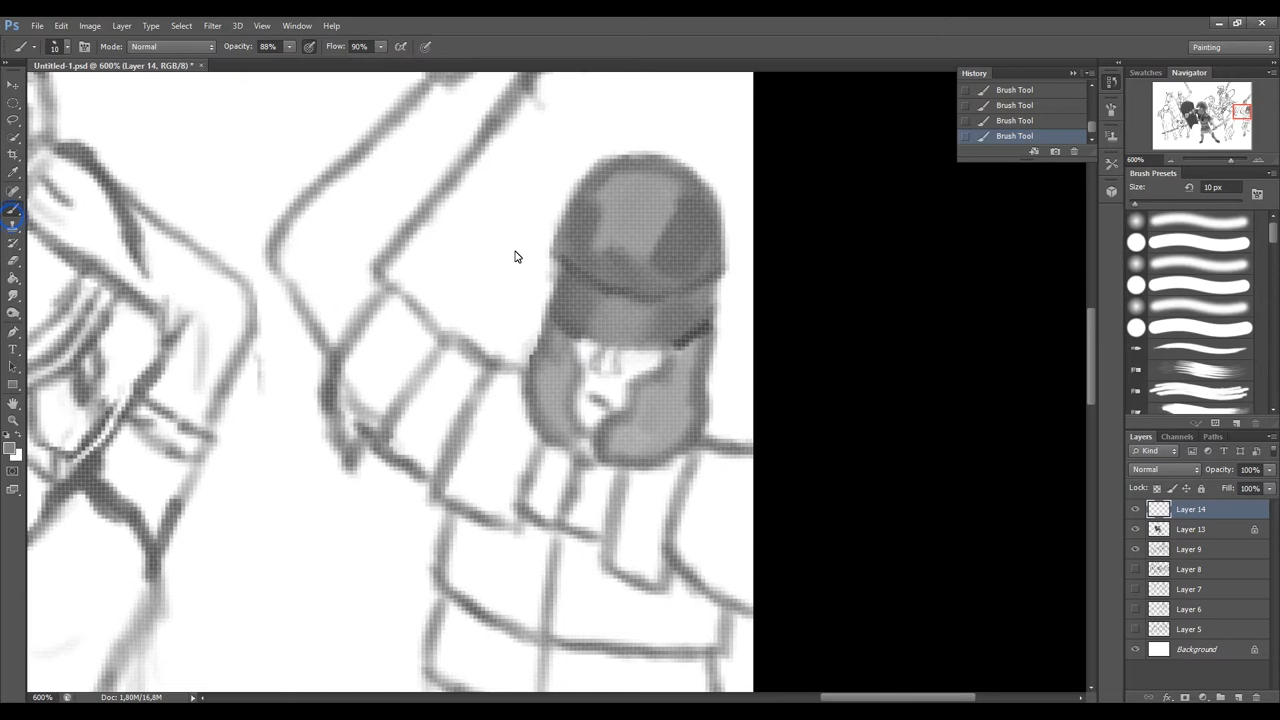 Ps File Edit Image Layer Type Select Filter 3D View Window Help
10 Mode: Normal Opacity: 88% Flow: 90% Painting
Untitled-1.psd @ 600% (Layer 14, RGB/8) * ×
History
Brush Tool
Brush Tool
Brush Tool
Brush Tool
Swatches Navigator
600%
Brush Presets
Size: 10 px
Layers Channels Paths
Kind
Normal Opacity: 100%
Lock: Fill: 100%
Layer 14
Layer 13
Layer 9
Layer 8
Layer 7
Layer 6
Layer 5
Background
600% Doc: 1,80M/16,8M